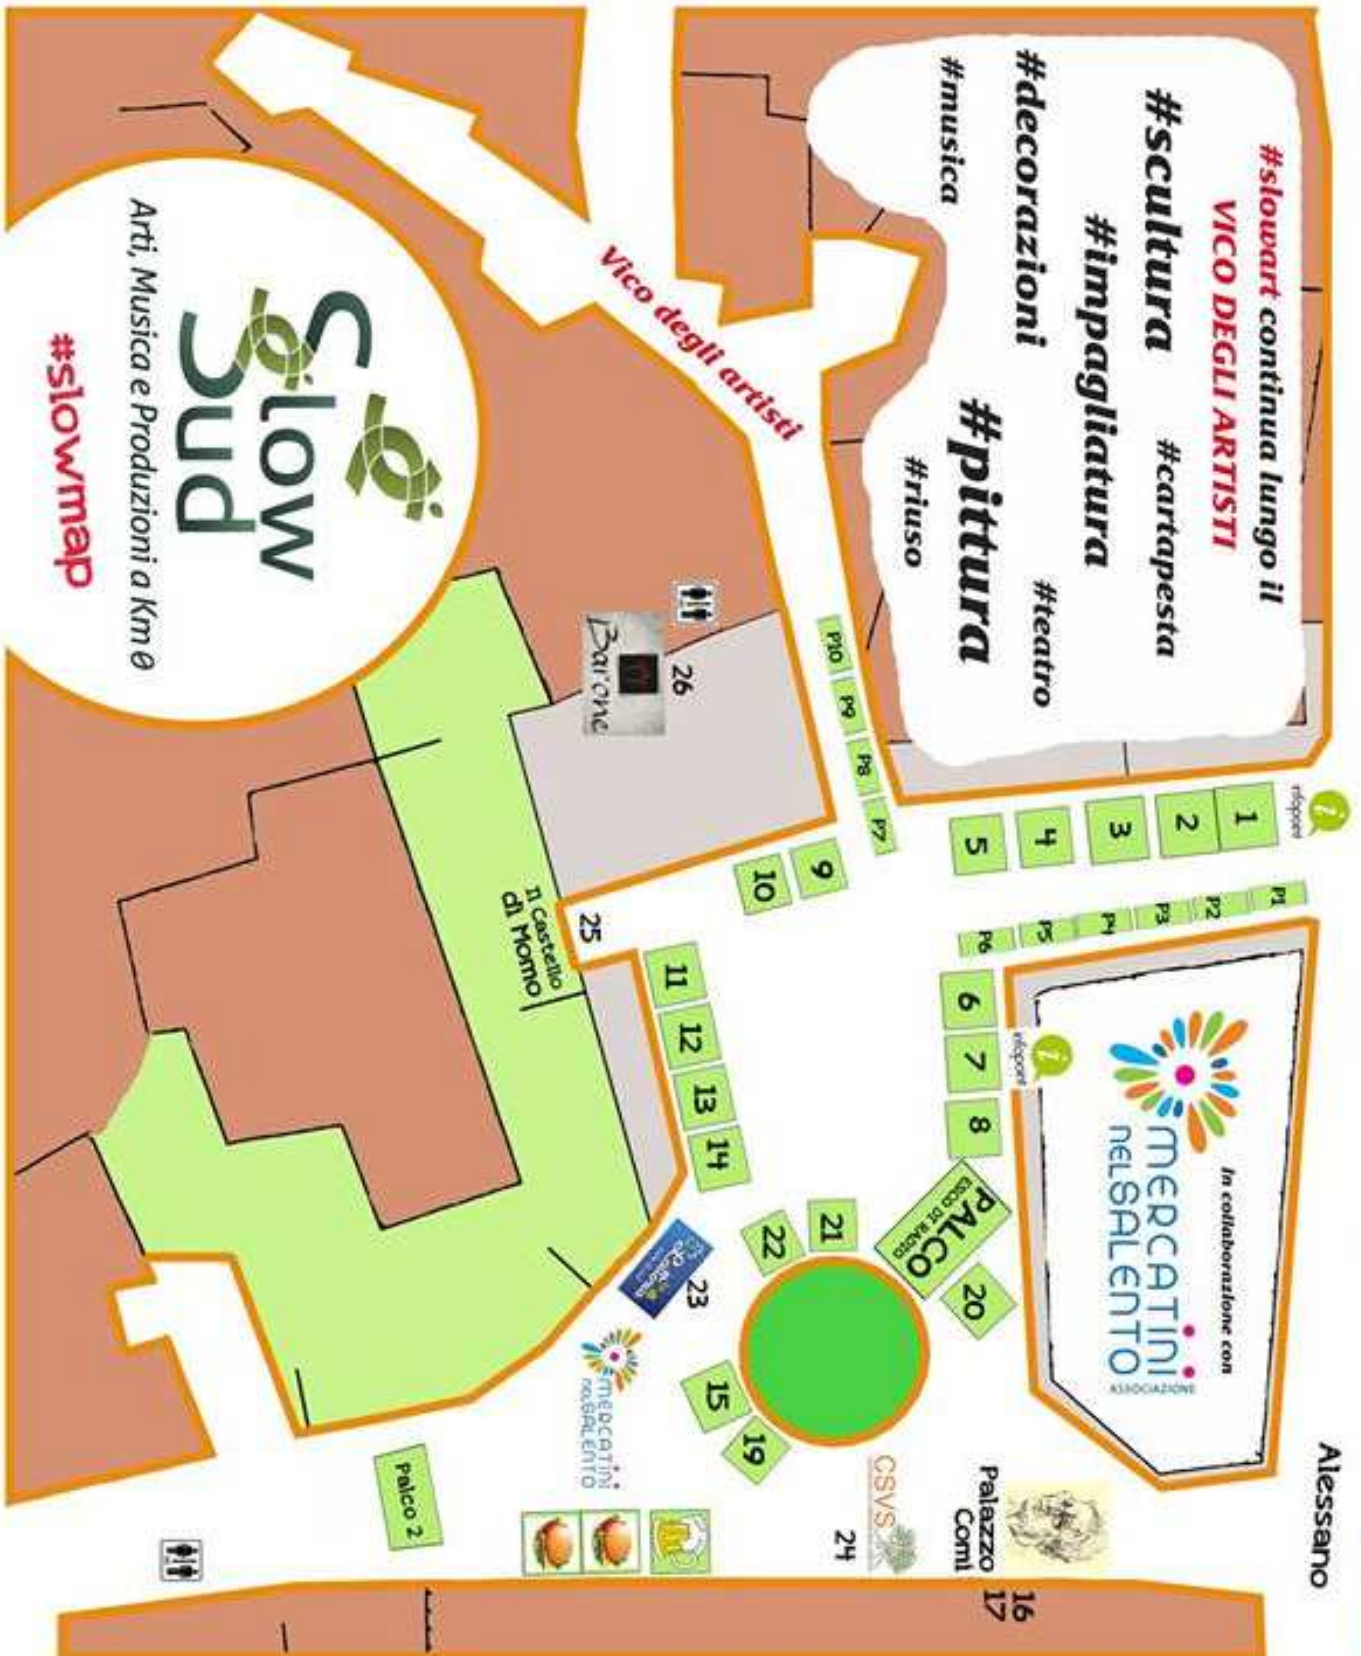 Alessano
#slowart continua lungo il
VICO DEGLI ARTISTI
#scultura
#cartapesta
#impagliatura
#decorazioni
#teatro
#musica
#pittura
#riuso
infopoint
1
2
3
4
5
P1
P2
P3
P4
P5
P6
In collaborazione con
MERCATINI
NELSALENTO
ASSOCIAZIONE
infopoint
6
7
8
PALCO
20
21
22
Palazzo
Comi
16
17
CSVS
24
Vico degli artisti
P10
P9
P8
P7
9
10
26
Barone
25
Il Castello
di Momo
11
12
13
14
23
15
19
MERCATINI
NELSALENTO
Palco 2
Slow
Sud
Arti, Musica e Produzioni a Km 0
#slowmap